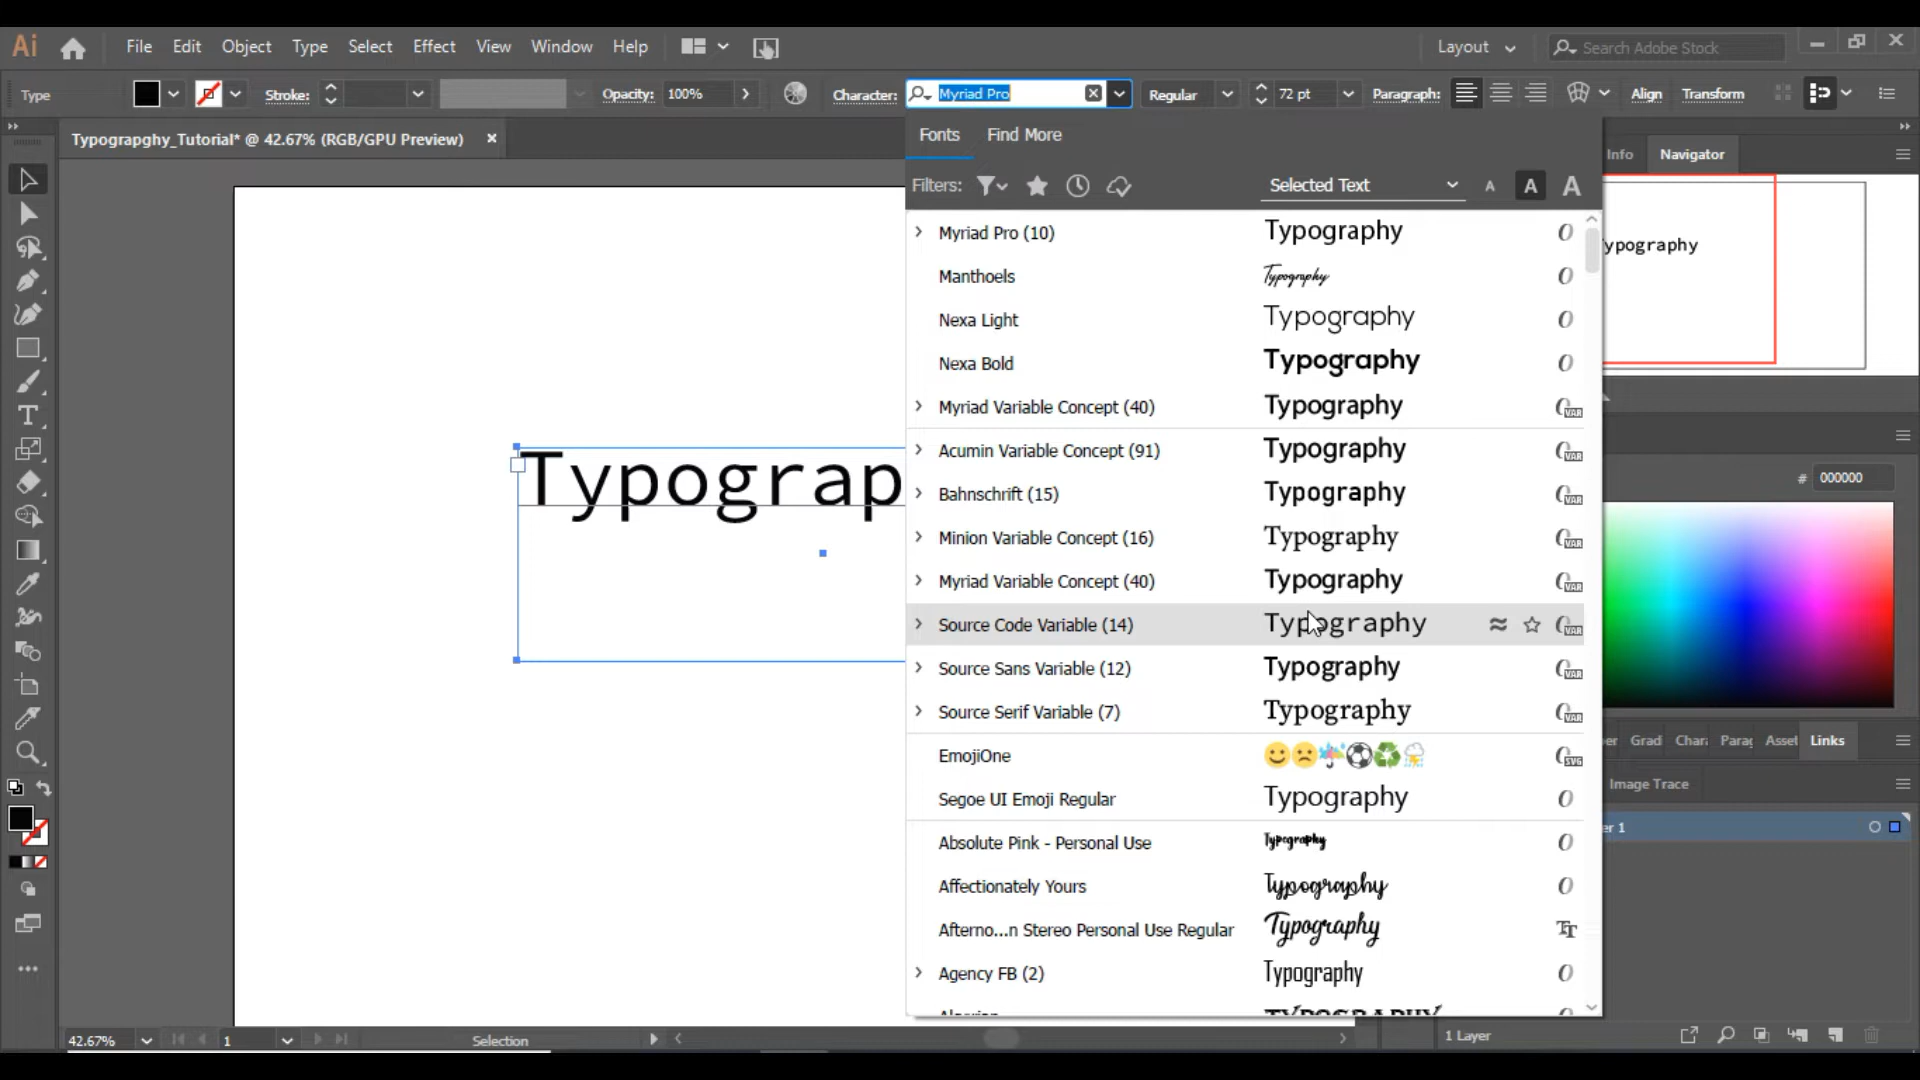 Ai File Edit Object Type Select Effect View Window Help Layout Search Adobe Stock
Type Stroke: Opacity: 100% Character: Myriad Pro Regular 72 pt Paragraph: Align Transform
Typograpghy_Tutorial* @ 42.67% (RGB/GPU Preview)
Fonts Find More
Info Navigator
Filters: Selected Text A A A
Myriad Pro (10) Typography
Manthoels Typography
Nexa Light Typography
Nexa Bold Typography
Myriad Variable Concept (40) Typography
Acumin Variable Concept (91) Typography
Bahnschrift (15) Typography
Minion Variable Concept (16) Typography
Myriad Variable Concept (40) Typography
Source Code Variable (14) Typography
Source Sans Variable (12) Typography
Source Serif Variable (7) Typography
EmojiOne
Segoe UI Emoji Regular Typography
Absolute Pink - Personal Use Typography
Affectionately Yours Typography
Afterno...n Stereo Personal Use Regular Typography
Agency FB (2) Typography
Typograp
ypography
# 000000
Grad Chara Parag Asset Links
Image Trace
er 1
42.67% 1 Selection 1 Layer